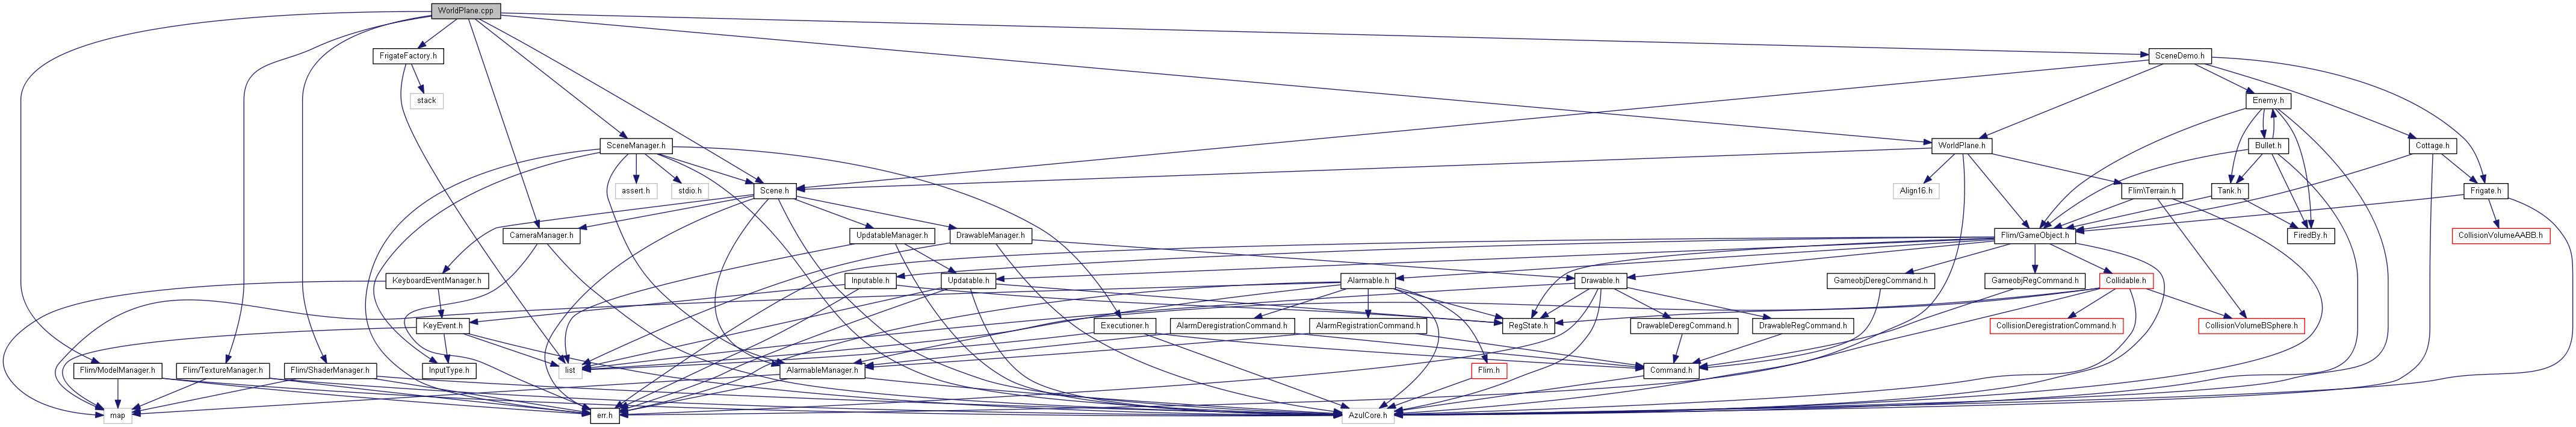 WorldPlane.cpp
FrigateFactory.h
SceneDemo.h
stack
Enemy.h
SceneManager.h
WorldPlane.h
Bullet.h
Cottage.h
assert.h
stdio.h
Scene.h
Align16.h
Flim\Terrain.h
Tank.h
Frigate.h
CameraManager.h
UpdatableManager.h
DrawableManager.h
Flim/GameObject.h
FiredBy.h
CollisionVolumeAABB.h
KeyboardEventManager.h
Inputable.h
Updatable.h
Alarmable.h
Drawable.h
GameobjDeregCommand.h
GameobjRegCommand.h
Collidable.h
KeyEvent.h
Executioner.h
AlarmDeregistrationCommand.h
AlarmRegistrationCommand.h
RegState.h
DrawableDeregCommand.h
DrawableRegCommand.h
CollisionDeregistrationCommand.h
CollisionVolumeBSphere.h
Flim/ModelManager.h
Flim/TextureManager.h
Flim/ShaderManager.h
InputType.h
list
AlarmableManager.h
Flim.h
Command.h
map
err.h
AzulCore.h